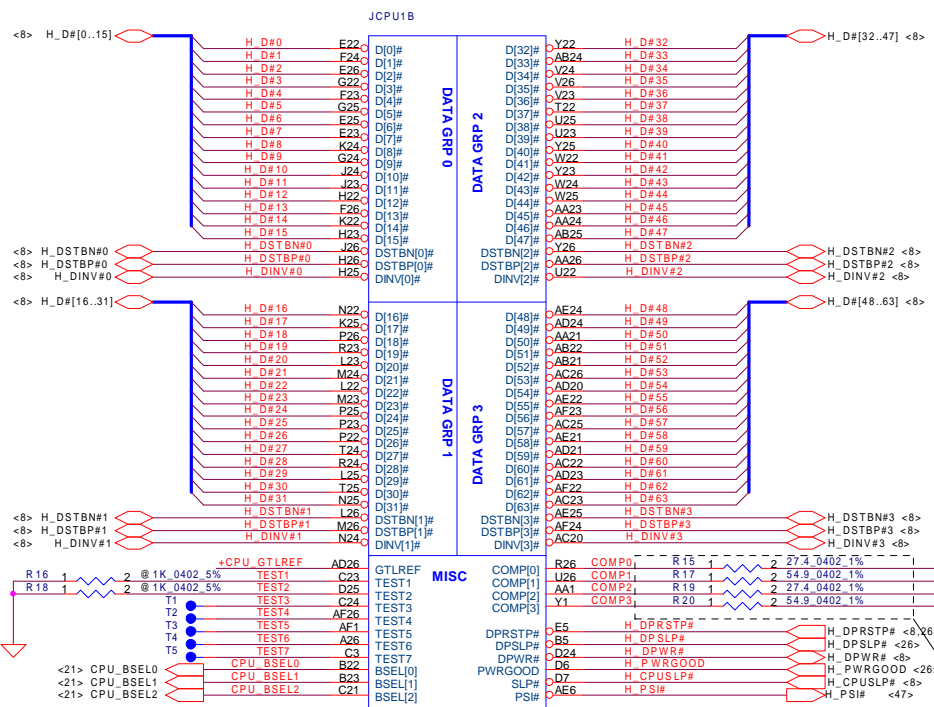 JCPU1B
<8> H_D#[0..15] H_D#[32..47] <8>
H_D#0 E22 D[0]# D[32]# Y22 H_D#32
H_D#1 F24 D[1]# D[33]# AB24 H_D#33
H_D#2 E26 D[2]# D[34]# V24 H_D#34
H_D#3 G22 D[3]# D[35]# V26 H_D#35
H_D#4 F23 D[4]# D[36]# V23 H_D#36
H_D#5 G25 D[5]# D[37]# T22 H_D#37
H_D#6 E25 D[6]# D[38]# U25 H_D#38
H_D#7 E23 D[7]# D[39]# U23 H_D#39
H_D#8 K24 D[8]# D[40]# Y25 H_D#40
H_D#9 G24 D[9]# D[41]# W22 H_D#41
H_D#10 J24 D[10]# D[42]# Y23 H_D#42
H_D#11 J23 D[11]# D[43]# W24 H_D#43
H_D#12 H22 D[12]# D[44]# W25 H_D#44
H_D#13 F26 D[13]# D[45]# AA23 H_D#45
H_D#14 K22 D[14]# D[46]# AA24 H_D#46
H_D#15 H23 D[15]# D[47]# AB25 H_D#47
<8> H_DSTBN#0 H_DSTBN#0 J26 DSTBN[0]# DSTBN[2]# Y26 H_DSTBN#2 H_DSTBN#2 <8>
<8> H_DSTBP#0 H_DSTBP#0 H26 DSTBP[0]# DSTBP[2]# AA26 H_DSTBP#2 H_DSTBP#2 <8>
<8> H_DINV#0 H_DINV#0 H25 DINV[0]# DINV[2]# U22 H_DINV#2 H_DINV#2 <8>
DATA GRP 0
DATA GRP 2
<8> H_D#[16..31] H_D#[48..63] <8>
H_D#16 N22 D[16]# D[48]# AE24 H_D#48
H_D#17 K25 D[17]# D[49]# AD24 H_D#49
H_D#18 P26 D[18]# D[50]# AA21 H_D#50
H_D#19 R23 D[19]# D[51]# AB22 H_D#51
H_D#20 L23 D[20]# D[52]# AB21 H_D#52
H_D#21 M24 D[21]# D[53]# AC26 H_D#53
H_D#22 L22 D[22]# D[54]# AD20 H_D#54
H_D#23 M23 D[23]# D[55]# AE22 H_D#55
H_D#24 P25 D[24]# D[56]# AF23 H_D#56
H_D#25 P23 D[25]# D[57]# AC25 H_D#57
H_D#26 P22 D[26]# D[58]# AE21 H_D#58
H_D#27 T24 D[27]# D[59]# AD21 H_D#59
H_D#28 R24 D[28]# D[60]# AC22 H_D#60
H_D#29 L25 D[29]# D[61]# AD23 H_D#61
H_D#30 T25 D[30]# D[62]# AF22 H_D#62
H_D#31 N25 D[31]# D[63]# AC23 H_D#63
<8> H_DSTBN#1 H_DSTBN#1 L26 DSTBN[1]# DSTBN[3]# AE25 H_DSTBN#3 H_DSTBN#3 <8>
<8> H_DSTBP#1 H_DSTBP#1 M26 DSTBP[1]# DSTBP[3]# AF24 H_DSTBP#3 H_DSTBP#3 <8>
<8> H_DINV#1 H_DINV#1 N24 DINV[1]# DINV[3]# AC20 H_DINV#3 H_DINV#3 <8>
DATA GRP 1
DATA GRP 3
+CPU_GTLREF AD26 GTLREF MISC COMP[0] R26 COMP0 R15 1 2 27.4_0402_1%
R16 1 2 @1K_0402_5% TEST1 C23 TEST1 COMP[1] U26 COMP1 R17 1 2 54.9_0402_1%
R18 1 2 @1K_0402_5% TEST2 D25 TEST2 COMP[2] AA1 COMP2 R19 1 2 27.4_0402_1%
T1 TEST3 C24 TEST3 COMP[3] Y1 COMP3 R20 1 2 54.9_0402_1%
T2 TEST4 AF26 TEST4
T3 TEST5 AF1 TEST5 DPRSTP# E5 H_DPRSTP# H_DPRSTP# <8,26
T4 TEST6 A26 TEST6 DPSLP# B5 H_DPSLP# H_DPSLP# <26>
T5 TEST7 C3 TEST7 DPWR# D24 H_DPWR# H_DPWR# <8>
<21> CPU_BSEL0 CPU_BSEL0 B22 BSEL[0] PWRGOOD D6 H_PWRGOOD H_PWRGOOD <26>
<21> CPU_BSEL1 CPU_BSEL1 B23 BSEL[1] SLP# D7 H_CPUSLP# H_CPUSLP# <8>
<21> CPU_BSEL2 CPU_BSEL2 C21 BSEL[2] PSI# AE6 H_PSI# H_PSI# <47>